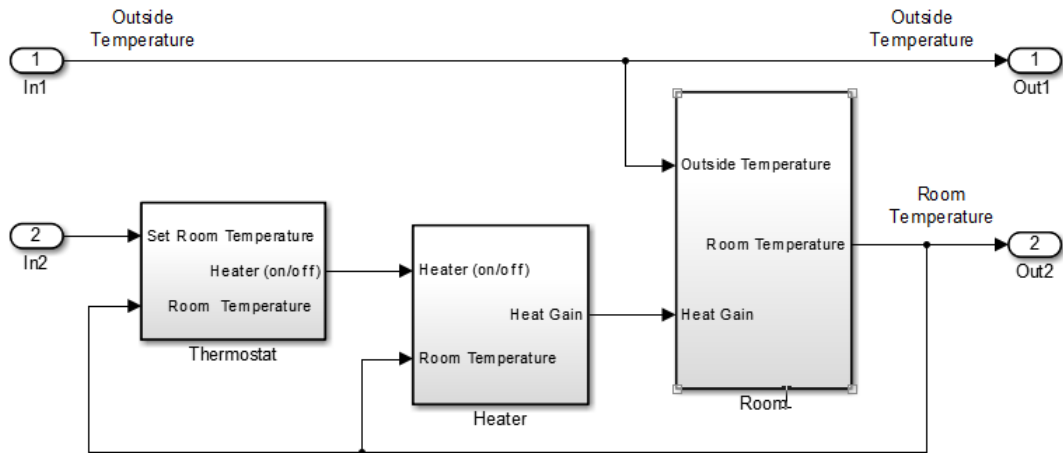 Outside
Temperature
Outside
Temperature
1
In1
1
Out1
Outside Temperature
Room
Temperature
2
In2
Set Room Temperature
Heater (on/off)
Room Temperature
Thermostat
Heater (on/off)
Heat Gain
Room Temperature
Heater
Room Temperature
Heat Gain
Room
2
Out2